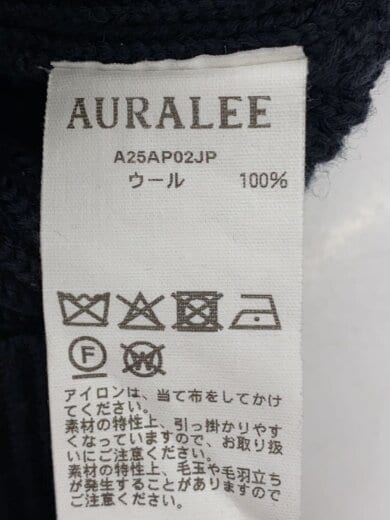 AURALEE
A25AP02JP
ウール 100%
F W
アイロンは、当て布をしてかけ
てください。
素材の特性上、引っ掛かりやす
くなっていますので、お取り扱
いにご注意ください。
素材の特性上、毛玉や毛羽立ち
が発生することがありますので
ご注意ください。